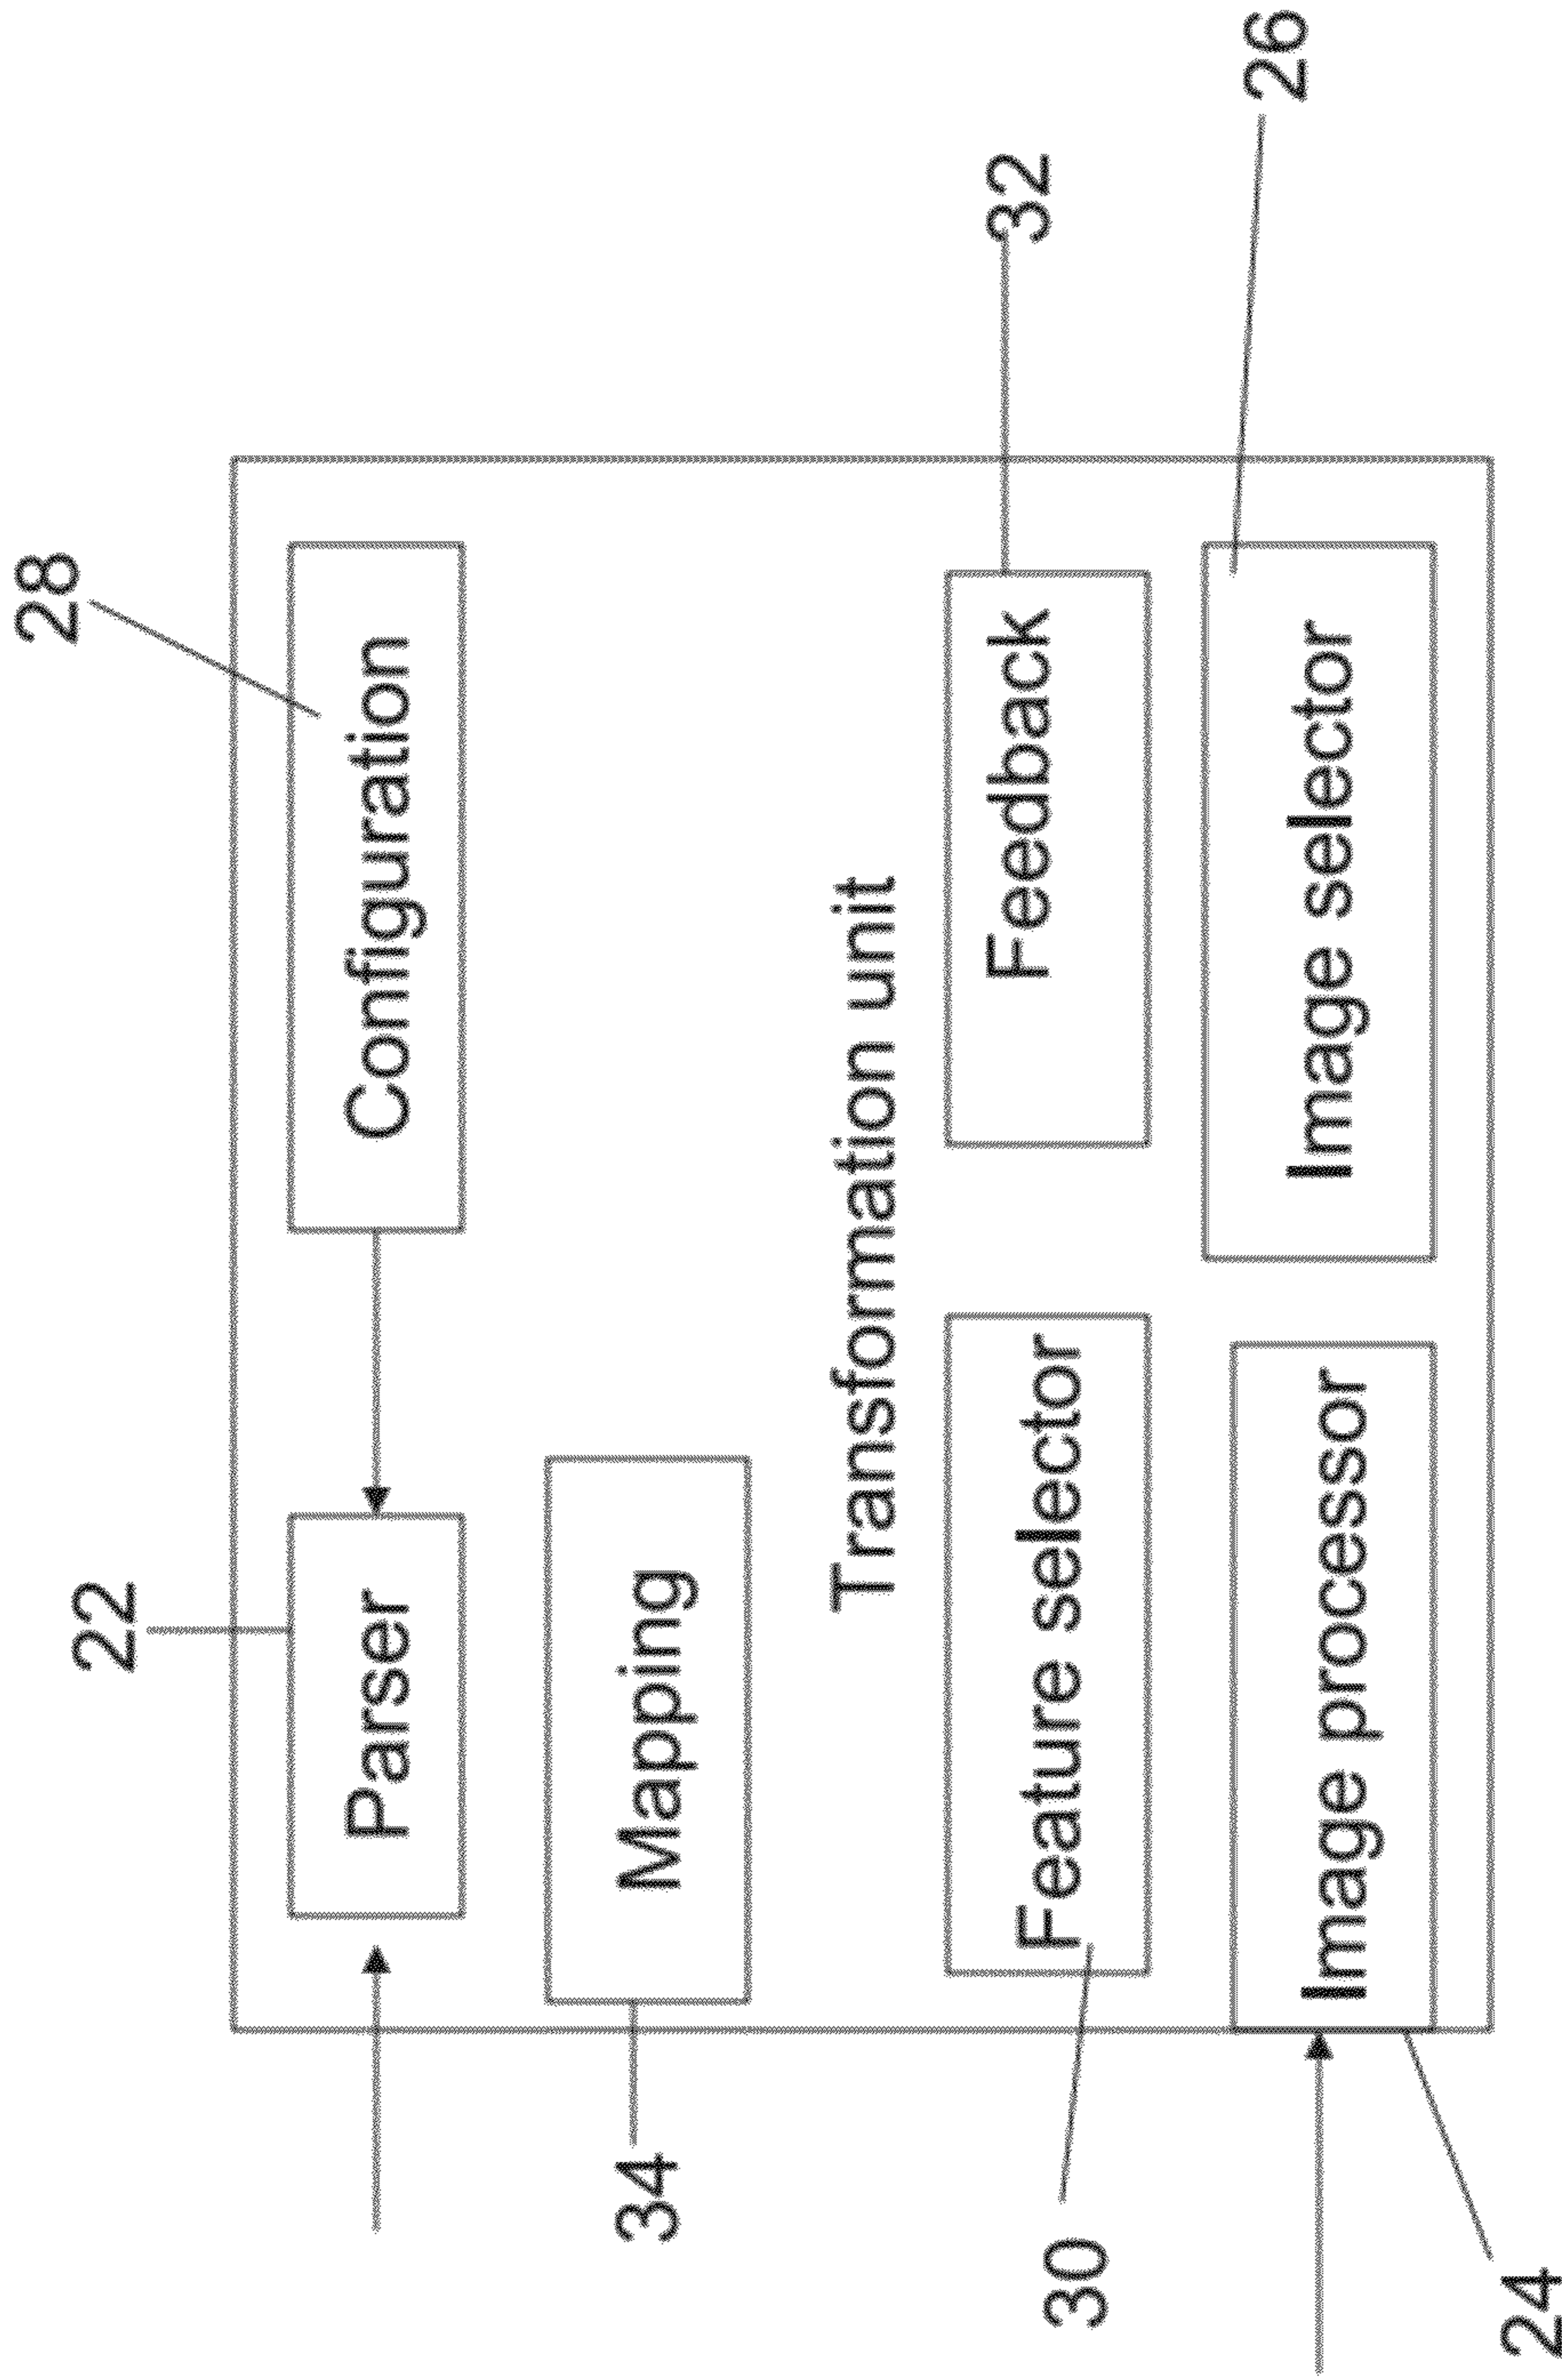 28
22
Parser
Configuration
Mapping
34
Transformation unit
32
Feature selector
Feedback
30
26
Image processor
Image selector
24